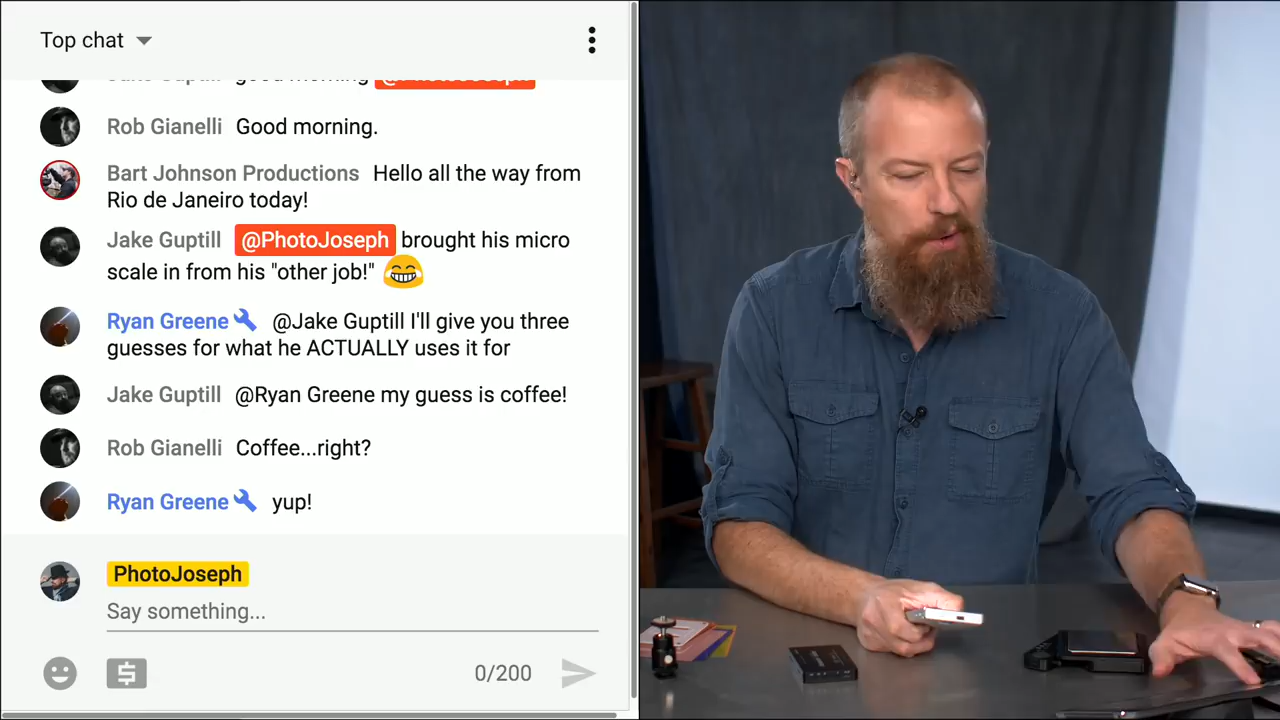 Top chat
good morning @PhotoJoseph
Rob Gianelli Good morning.
Bart Johnson Productions Hello all the way from
Rio de Janeiro today!
Jake Guptill @PhotoJoseph brought his micro
scale in from his "other job!"
Ryan Greene @Jake Guptill I'll give you three
guesses for what he ACTUALLY uses it for
Jake Guptill @Ryan Greene my guess is coffee!
Rob Gianelli Coffee...right?
Ryan Greene yup!
PhotoJoseph
Say something...
0/200